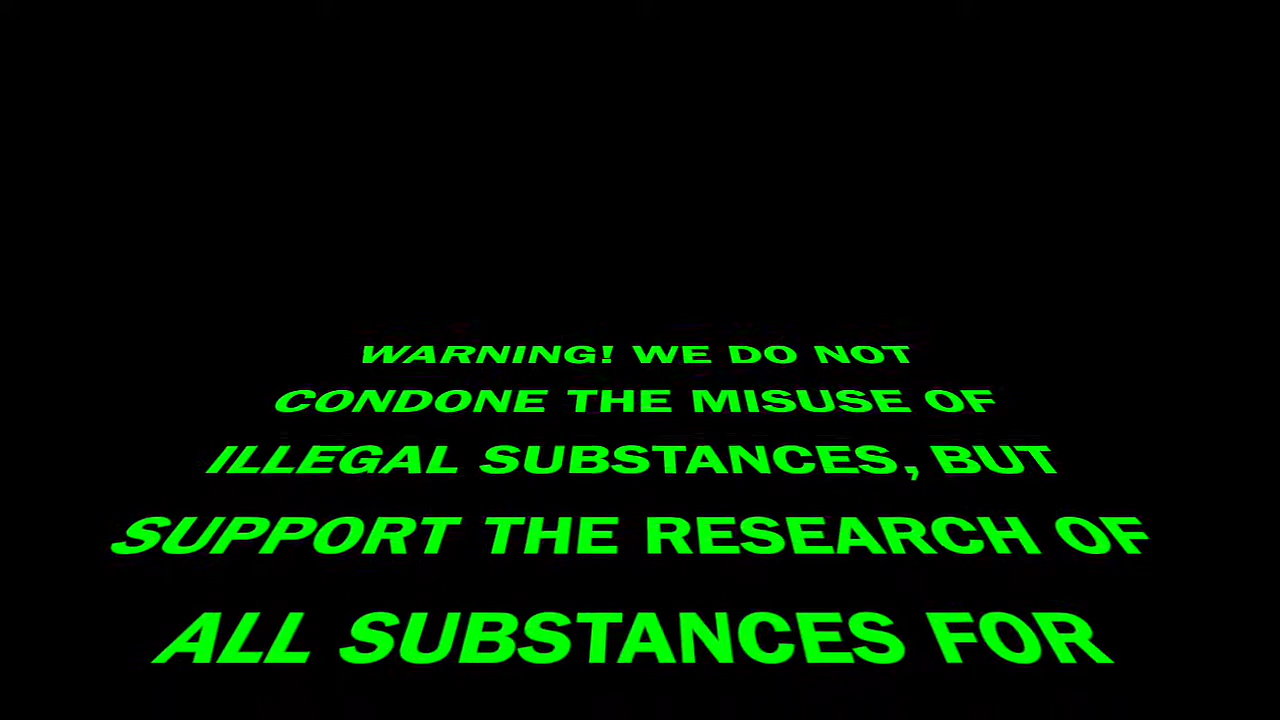 WARNING! WE DO NOT
CONDONE THE MISUSE OF
ILLEGAL SUBSTANCES, BUT
SUPPORT THE RESEARCH OF
ALL SUBSTANCES FOR